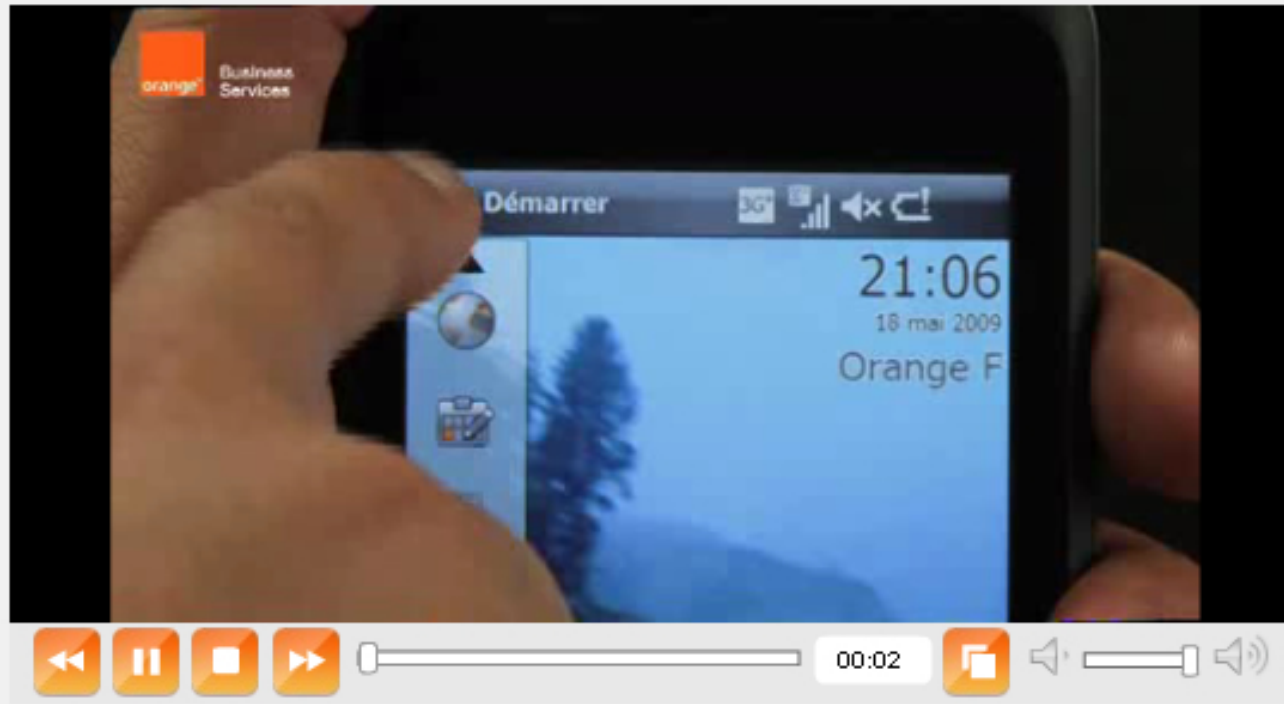 orange
Business
Services
Démarrer
3G+
21:06
18 mai 2009
Orange F
00:02